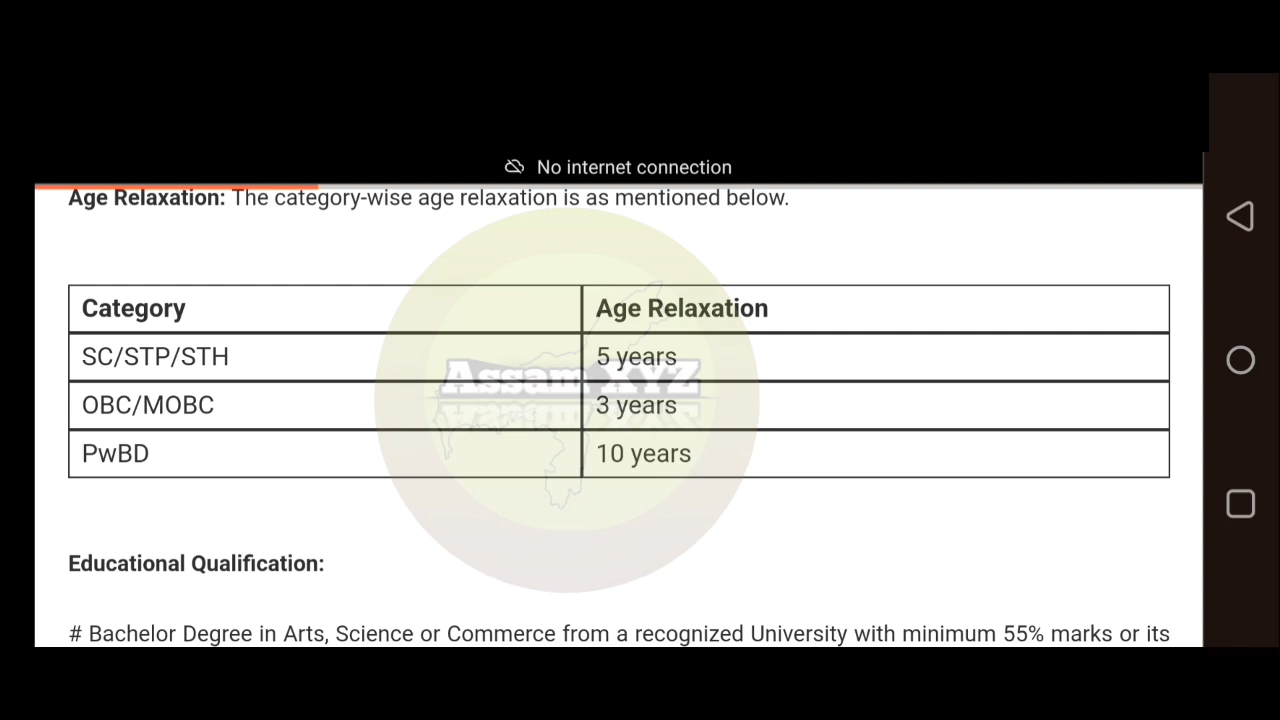 No internet connection
Age Relaxation: The category-wise age relaxation is as mentioned below.
Category Age Relaxation
SC/STP/STH 5 years
Assam XYZ
OBC/MOBC 3 years
PwBD 10 years
Educational Qualification:
# Bachelor Degree in Arts, Science or Commerce from a recognized University with minimum 55% marks or its